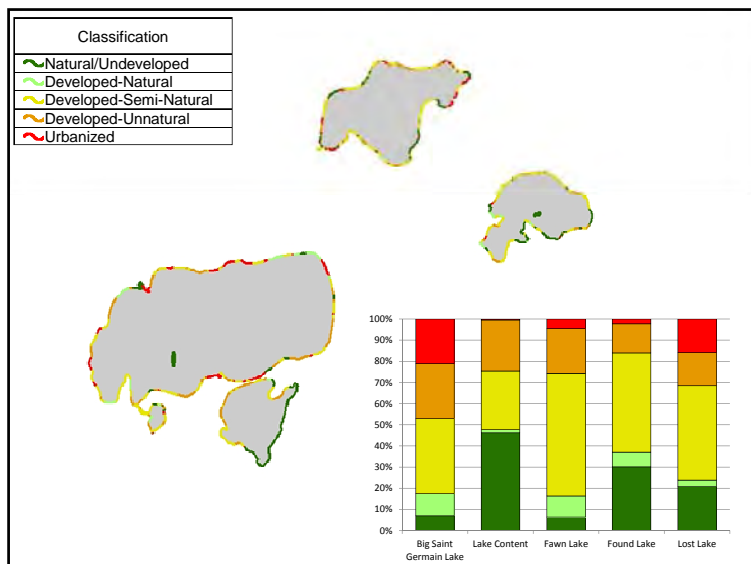 Classification
Natural/Undeveloped
Developed-Natural
Developed-Semi-Natural
Developed-Unnatural
Urbanized
100%
90%
80%
70%
60%
50%
40%
30%
20%
10%
0%
Big Saint Germain Lake
Lake Content
Fawn Lake
Found Lake
Lost Lake